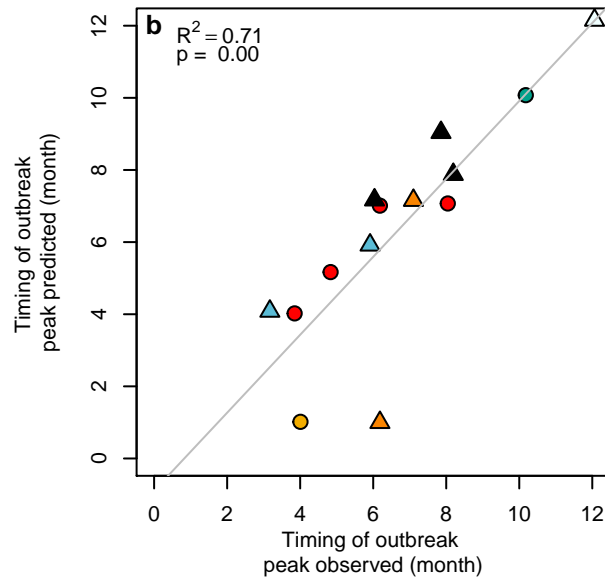 b
R² = 0.71
p = 0.00
12
10
8
6
4
2
0
Timing of outbreak
peak predicted (month)
0 2 4 6 8 10 12
Timing of outbreak
peak observed (month)